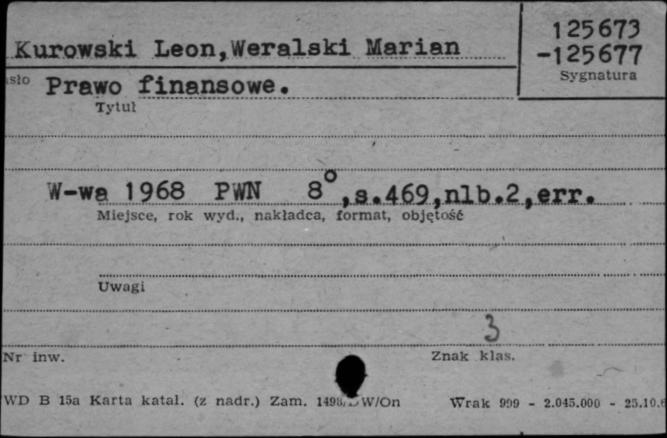 125673
Kurowski Leon,Weralski Marian
-125677
Sygnatura
Prawo finansowe.
Tytuł
W-wa 1968 PWN 8°,s.469,nlb.2,err.
Miejsce, rok wyd., nakładca, format, objętość
Uwagi
3
Nr inw.
Znak klas.
WD B 15a Karta katal. (z nadr.) Zam. W/On Wrak 999 - 2.045.000 - 25.10.